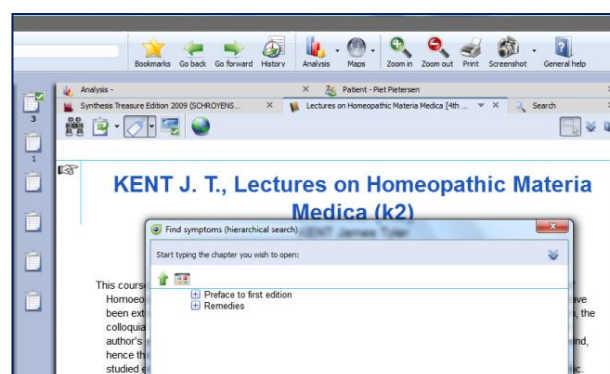 Bookmarks Go back Go forward History Analysis Maps Zoom in Zoom out Print Screenshot General help
Analysis -
Patient - Piet Pietersen
Synthesis Treasure Edition 2009 (SCHROYENS...
Lectures on Homeopathic Materia Medica [4th ...
Search
3
1
KENT J. T., Lectures on Homeopathic Materia
Medica (k2)
Find symptoms (hierarchical search)
KENT James Tyler
Start typing the chapter you wish to open:
Preface to first edition
Remedies
This cours
Homoeo
been ext
colloquia
author's
hence th
studied e